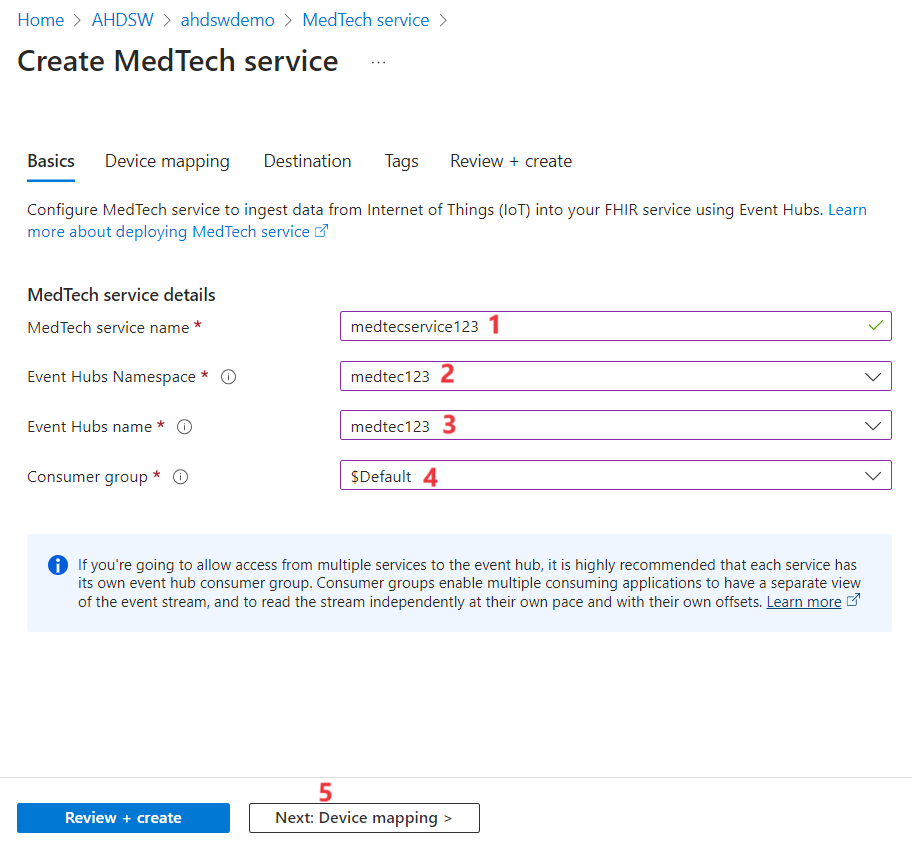 Home > AHDSW > ahdswdemo > MedTech service >
Create MedTech service ...
Basics Device mapping Destination Tags Review + create
Configure MedTech service to ingest data from Internet of Things (IoT) into your FHIR service using Event Hubs. Learn
more about deploying MedTech service
MedTech service details
MedTech service name * medtecservice123 1
Event Hubs Namespace * medtec123 2
Event Hubs name * medtec123 3
Consumer group * $Default 4
If you're going to allow access from multiple services to the event hub, it is highly recommended that each service has
its own event hub consumer group. Consumer groups enable multiple consuming applications to have a separate view
of the event stream, and to read the stream independently at their own pace and with their own offsets. Learn more
5
Review + create Next: Device mapping >